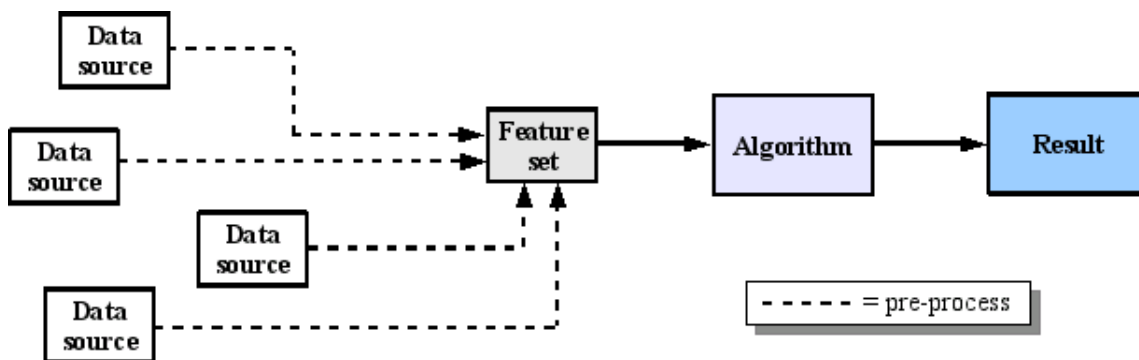 Data
source
Data
source
Data
source
Data
source
Feature
set
Algorithm
Result
= pre-process